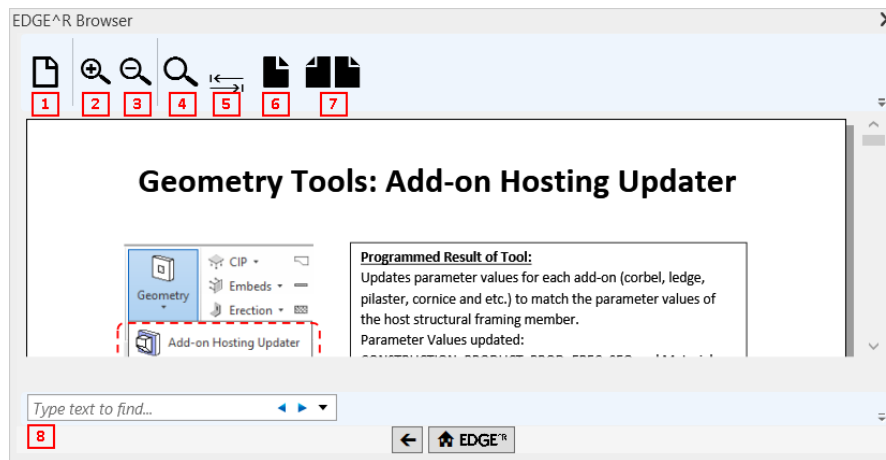 EDGE^R Browser
1 2 3 4 5 6 7
Geometry Tools: Add-on Hosting Updater
Geometry
CIP
Embeds
Erection
Add-on Hosting Updater
Programmed Result of Tool:
Updates parameter values for each add-on (corbel, ledge,
pilaster, cornice and etc.) to match the parameter values of
the host structural framing member.
Parameter Values updated:
Type text to find...
8
EDGE^R